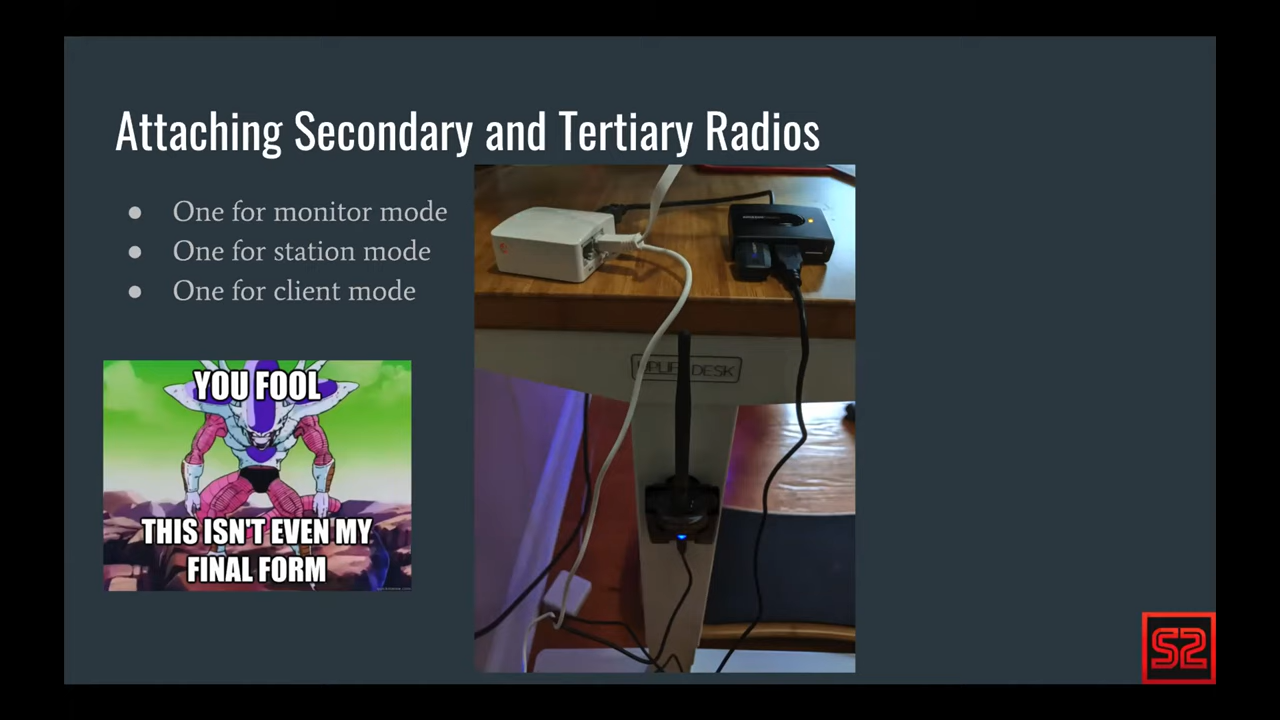 Attaching Secondary and Tertiary Radios
● One for monitor mode
● One for station mode
● One for client mode
YOU FOOL
THIS ISN'T EVEN MY
FINAL FORM
DESK
S2